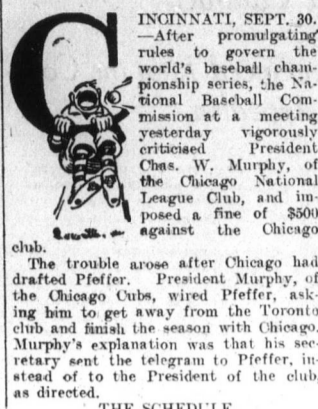 CINCINNATI, SEPT. 30.
—After promulgating
rules to govern the
world's baseball cham-
pionship series, the Na-
tional Baseball Com-
mission at a meeting
yesterday vigorously
criticised President
Chas. W. Murphy, of
the Chicago National
League Club, and im-
posed a fine of $500
against the Chicago
club.
The trouble arose after Chicago had
drafted Pfeffer. President Murphy, of
the Chicago Cubs, wired Pfeffer, ask-
ing him to get away from the Toronto
club and finish the season with Chicago.
Murphy's explanation was that his sec-
retary sent the telegram to Pfeffer, in-
stead of to the President of the club,
as directed.
THE SCHEDULE